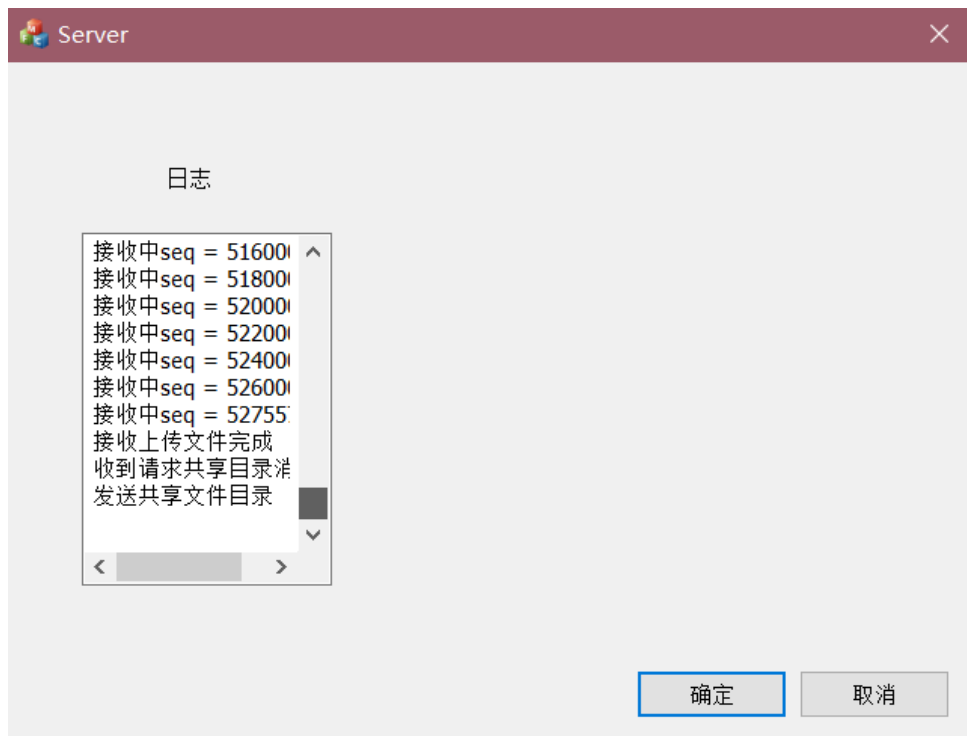 Server
日志
接收中seq = 51600
接收中seq = 51800
接收中seq = 52000
接收中seq = 52200
接收中seq = 52400
接收中seq = 52600
接收中seq = 52755
接收上传文件完成
收到请求共享目录消
发送共享文件目录
确定
取消